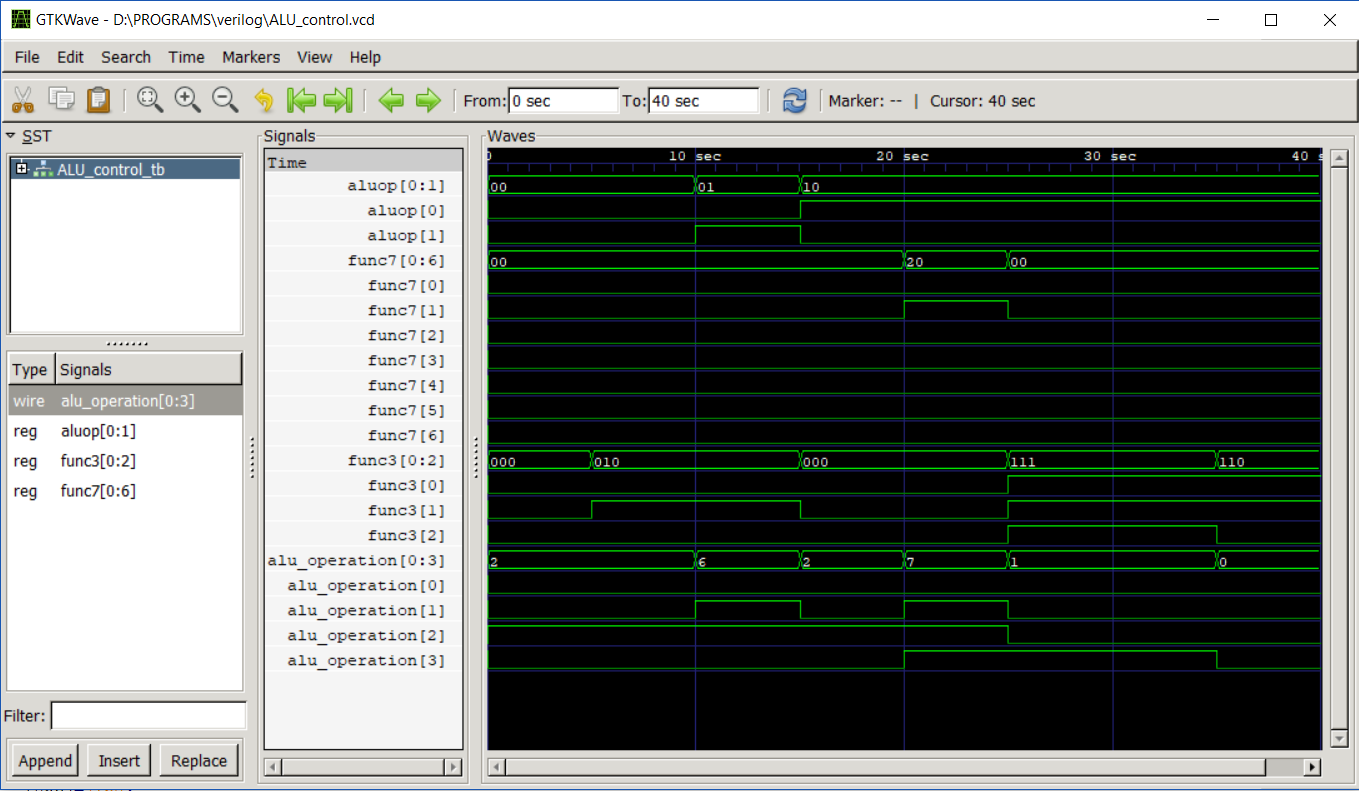 GTKWave - D:\PROGRAMS\verilog\ALU_control.vcd
File Edit Search Time Markers View Help
From: 0 sec To: 40 sec Marker: -- | Cursor: 40 sec
SST
ALU_control_tb
Type Signals
wire alu_operation[0:3]
reg aluop[0:1]
reg func3[0:2]
reg func7[0:6]
Filter:
Append Insert Replace
Signals
Time
aluop[0:1]
aluop[0]
aluop[1]
func7[0:6]
func7[0]
func7[1]
func7[2]
func7[3]
func7[4]
func7[5]
func7[6]
func3[0:2]
func3[0]
func3[1]
func3[2]
alu_operation[0:3]
alu_operation[0]
alu_operation[1]
alu_operation[2]
alu_operation[3]
Waves
0 10 sec 20 sec 30 sec 40 s
00 01 10
00 20 00
000 010 000 111 110
2 6 2 7 1 0